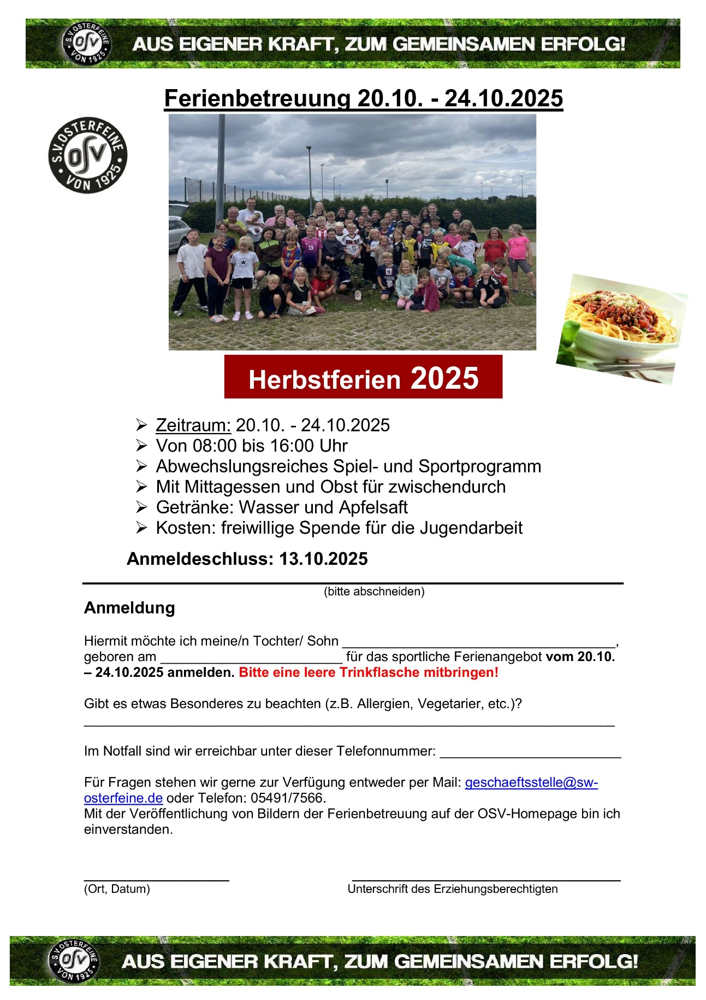 S.V.OSTERFEINE
OSV
VON 1925
AUS EIGENER KRAFT, ZUM GEMEINSAMEN ERFOLG!
Ferienbetreuung 20.10. - 24.10.2025
S.V.OSTERFEINE
OSV
VON 1925
Herbstferien 2025
➢ Zeitraum: 20.10. - 24.10.2025
➢ Von 08:00 bis 16:00 Uhr
➢ Abwechslungsreiches Spiel- und Sportprogramm
➢ Mit Mittagessen und Obst für zwischendurch
➢ Getränke: Wasser und Apfelsaft
➢ Kosten: freiwillige Spende für die Jugendarbeit
Anmeldeschluss: 13.10.2025
(bitte abschneiden)
Anmeldung
Hiermit möchte ich meine/n Tochter/ Sohn ____________________________________,
geboren am ________________________ für das sportliche Ferienangebot vom 20.10.
– 24.10.2025 anmelden. Bitte eine leere Trinkflasche mitbringen!
Gibt es etwas Besonderes zu beachten (z.B. Allergien, Vegetarier, etc.)?
______________________________________________________________________
Im Notfall sind wir erreichbar unter dieser Telefonnummer: ________________________
Für Fragen stehen wir gerne zur Verfügung entweder per Mail: geschaeftsstelle@sw-
osterfeine.de oder Telefon: 05491/7566.
Mit der Veröffentlichung von Bildern der Ferienbetreuung auf der OSV-Homepage bin ich
einverstanden.
(Ort, Datum) Unterschrift des Erziehungsberechtigten
S.V.OSTERFEINE
OSV
VON 1925
AUS EIGENER KRAFT, ZUM GEMEINSAMEN ERFOLG!